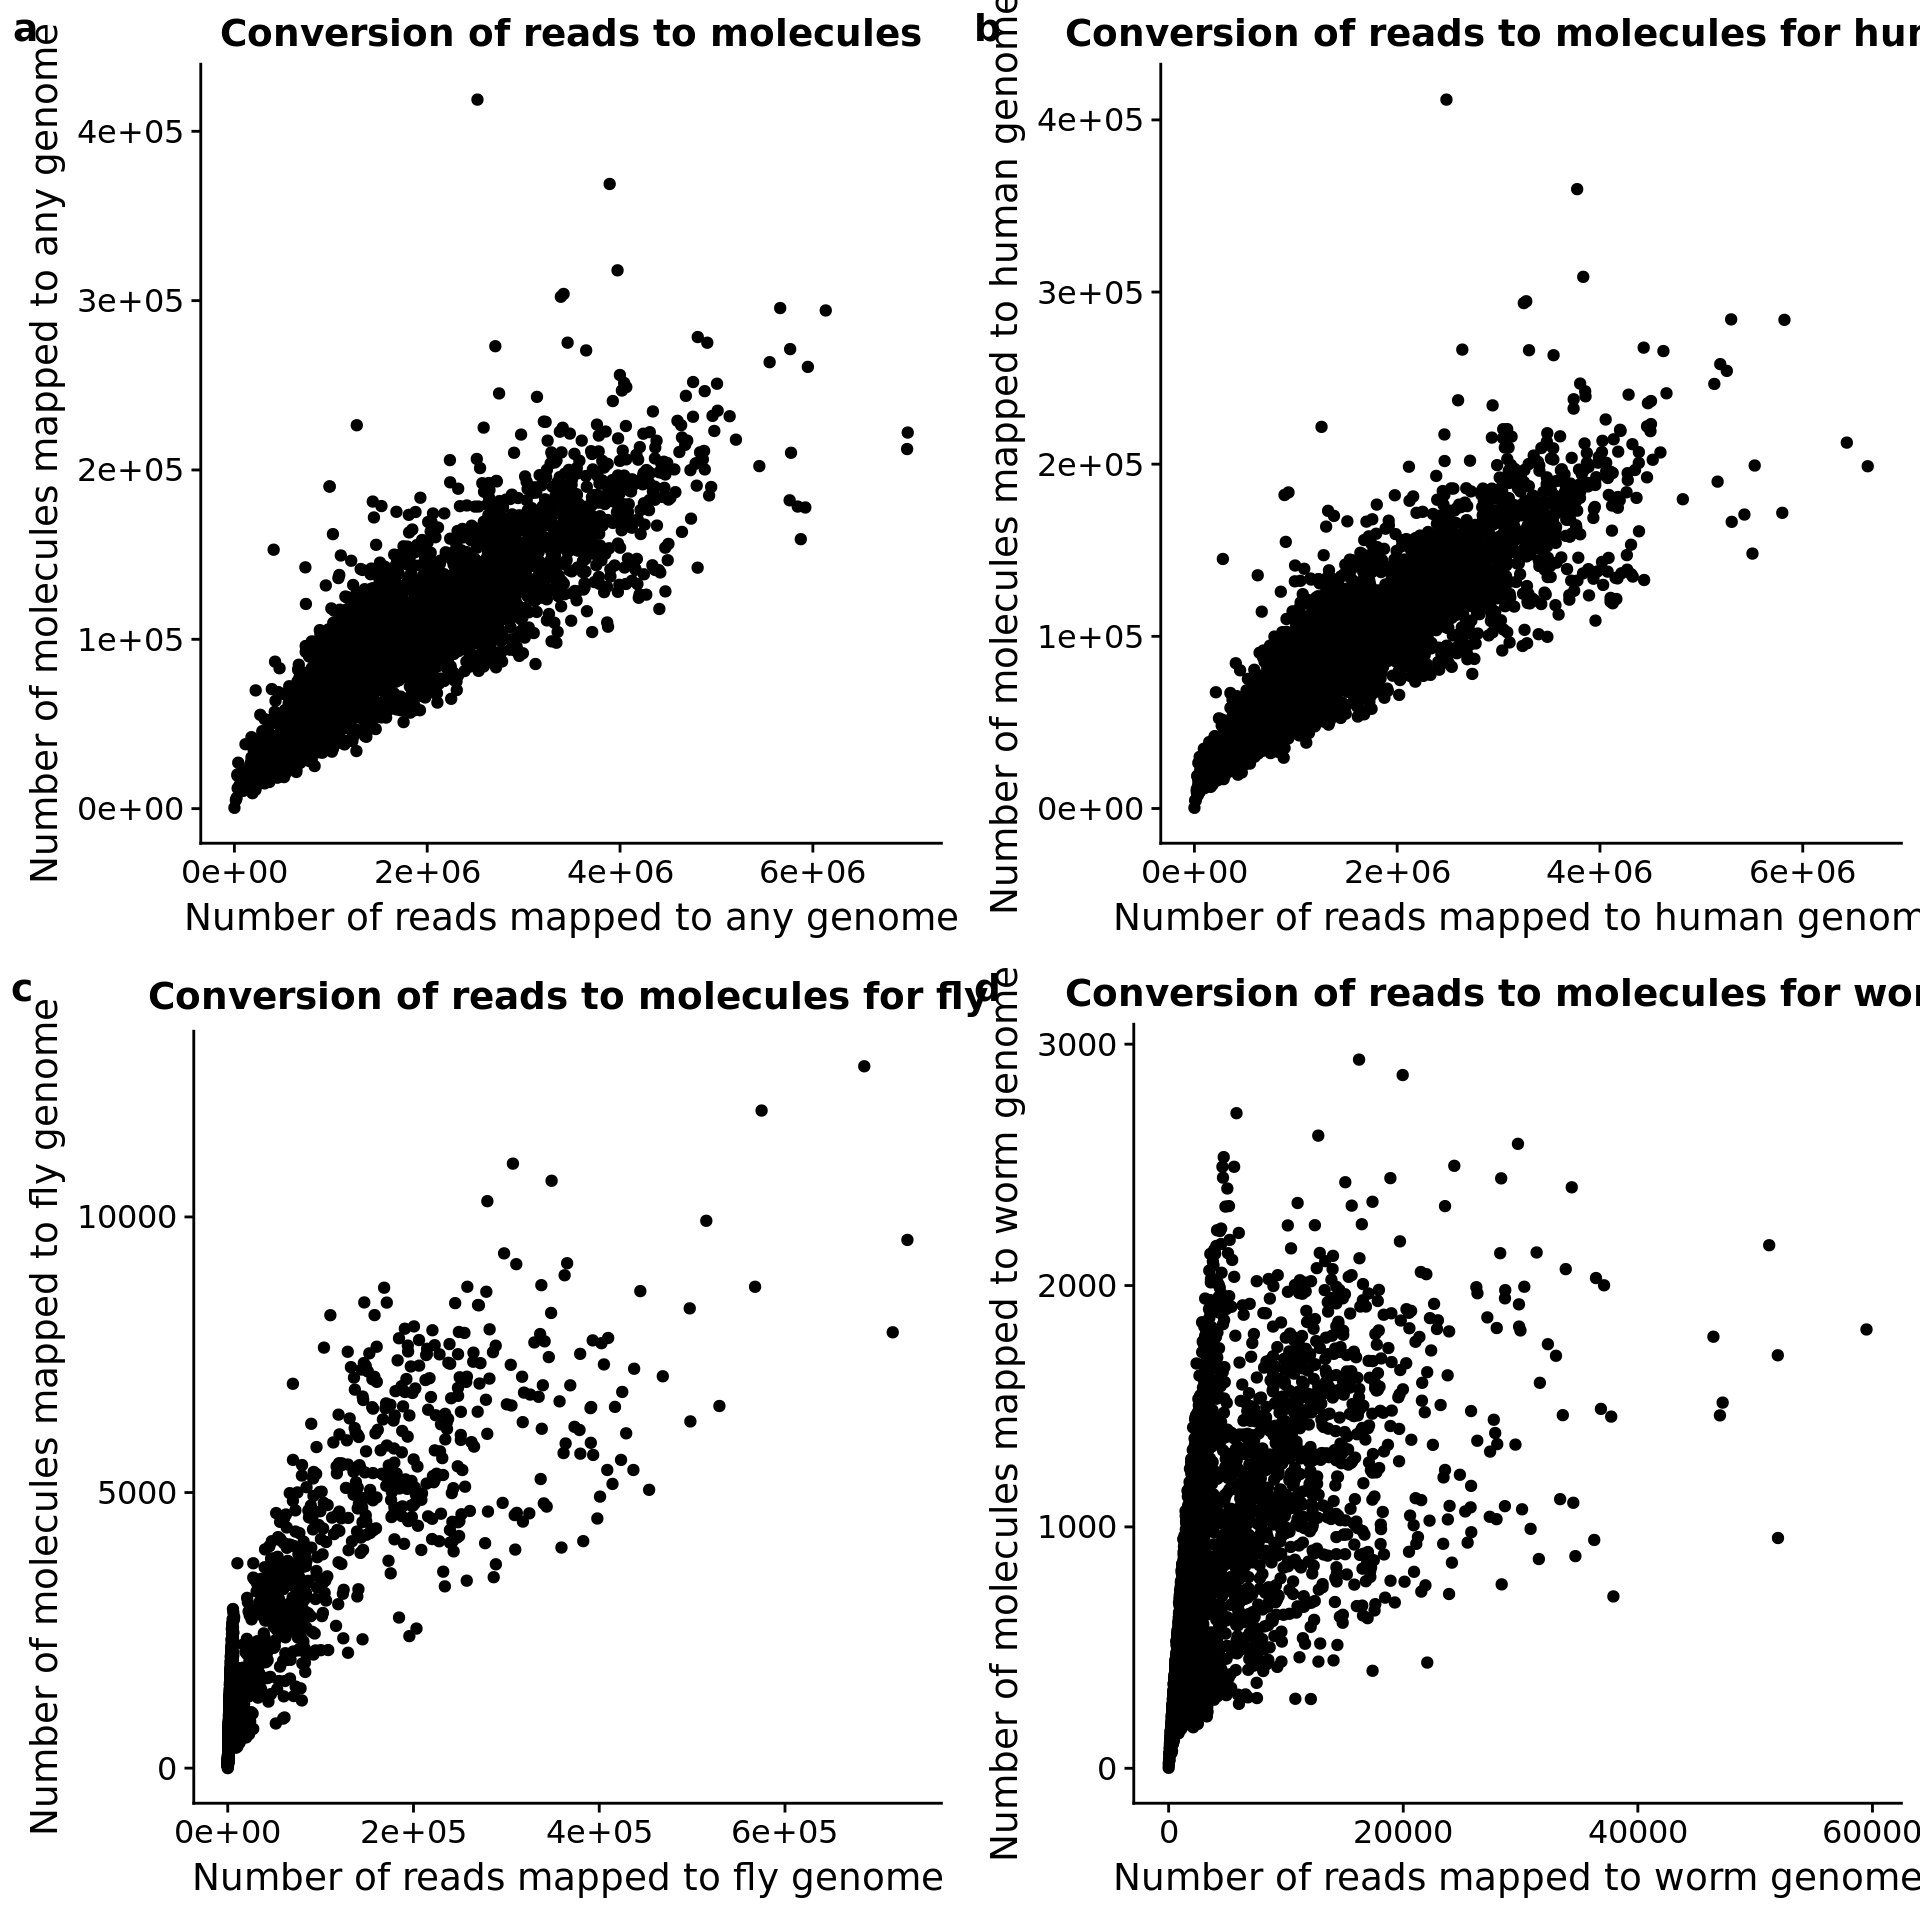 a
Conversion of reads to molecules
Number of molecules mapped to any genome
4e+05
3e+05
2e+05
1e+05
0e+00
0e+00 2e+06 4e+06 6e+06
Number of reads mapped to any genome
b
Conversion of reads to molecules for hum
Number of molecules mapped to human genome
4e+05
3e+05
2e+05
1e+05
0e+00
0e+00 2e+06 4e+06 6e+06
Number of reads mapped to human genom
c
Conversion of reads to molecules for fly
Number of molecules mapped to fly genome
10000
5000
0
0e+00 2e+05 4e+05 6e+05
Number of reads mapped to fly genome
d
Conversion of reads to molecules for wor
Number of molecules mapped to worm genome
3000
2000
1000
0
0 20000 40000 60000
Number of reads mapped to worm genome